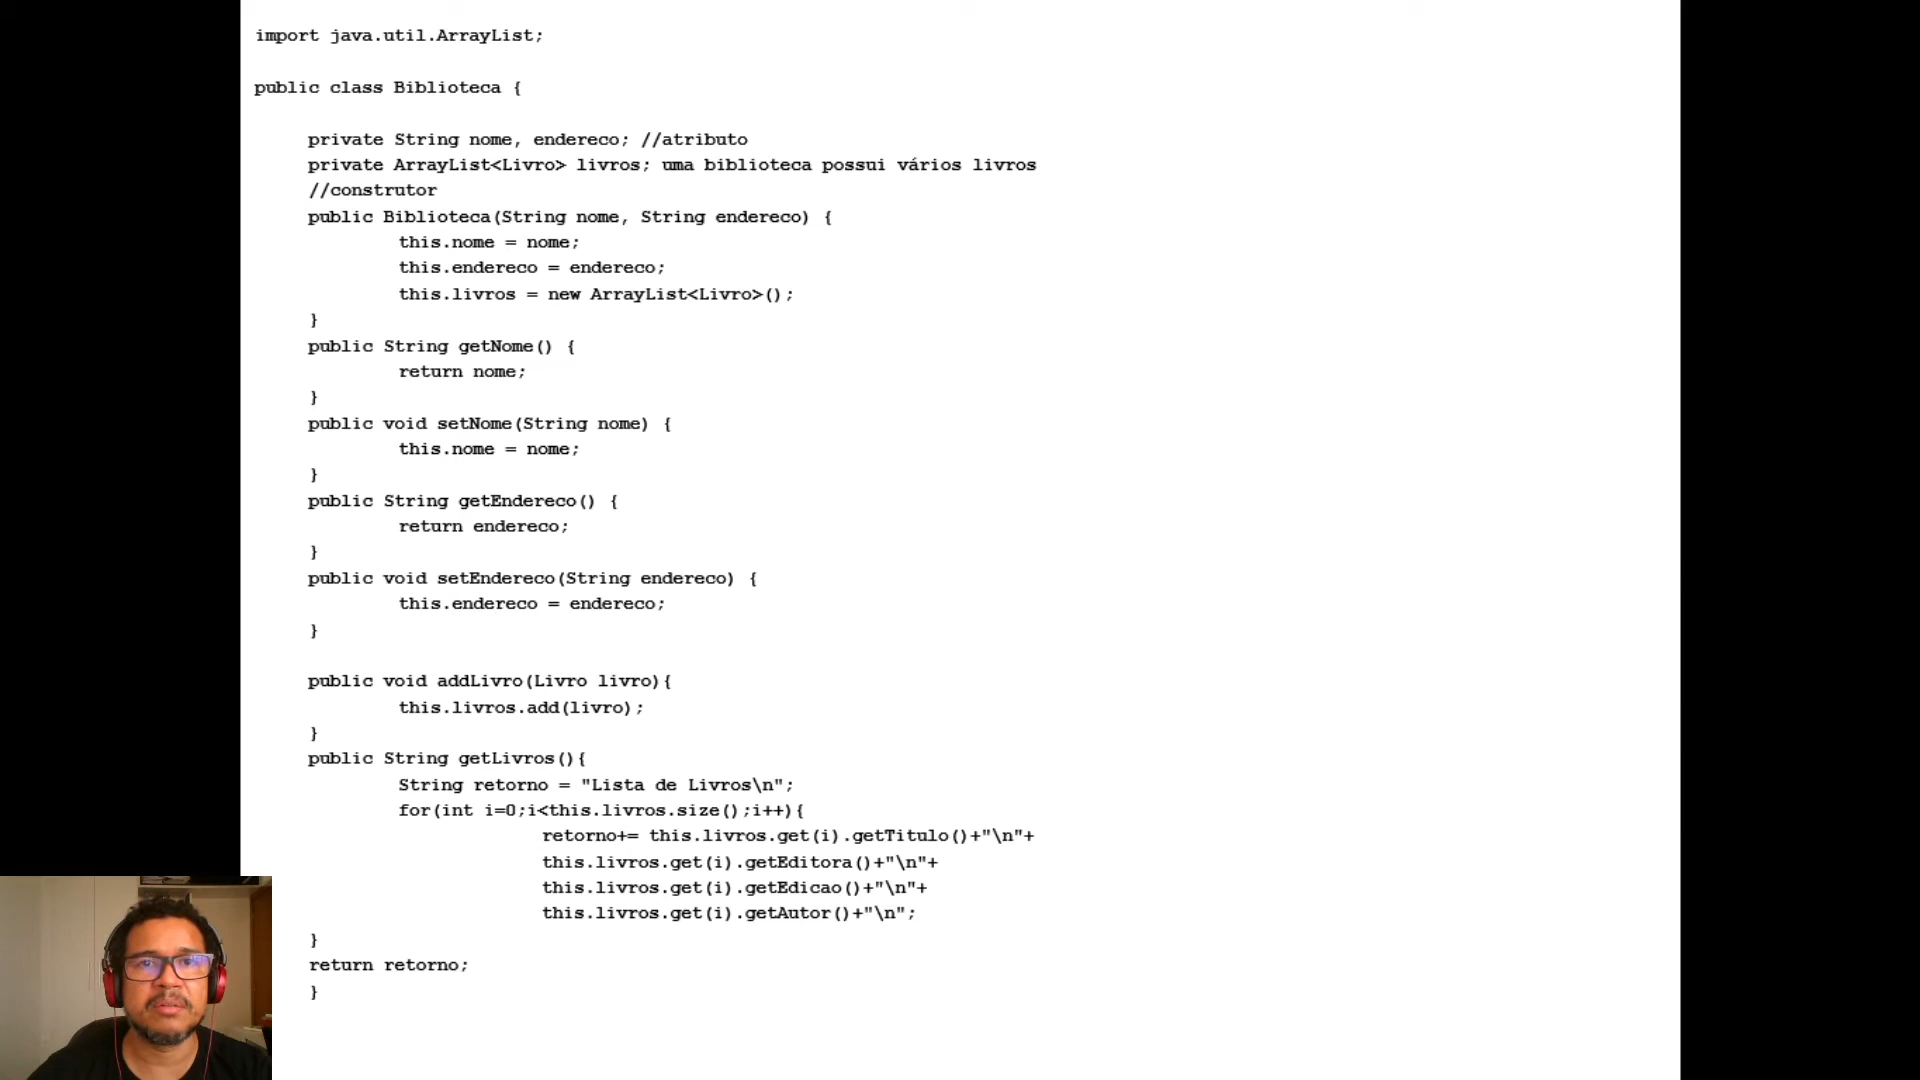 import java.util.ArrayList;
public class Biblioteca {
private String nome, endereco; //atributo
private ArrayList<Livro> livros; uma biblioteca possui vários livros
//construtor
public Biblioteca(String nome, String endereco) {
this.nome = nome;
this.endereco = endereco;
this.livros = new ArrayList<Livro>();
}
public String getNome() {
return nome;
}
public void setNome(String nome) {
this.nome = nome;
}
public String getEndereco() {
return endereco;
}
public void setEndereco(String endereco) {
this.endereco = endereco;
}
public void addLivro(Livro livro){
this.livros.add(livro);
}
public String getLivros(){
String retorno = "Lista de Livros\n";
for(int i=0;i<this.livros.size();i++){
retorno+= this.livros.get(i).getTitulo()+"\n"+
this.livros.get(i).getEditora()+"\n"+
this.livros.get(i).getEdicao()+"\n"+
this.livros.get(i).getAutor()+"\n";
}
return retorno;
}